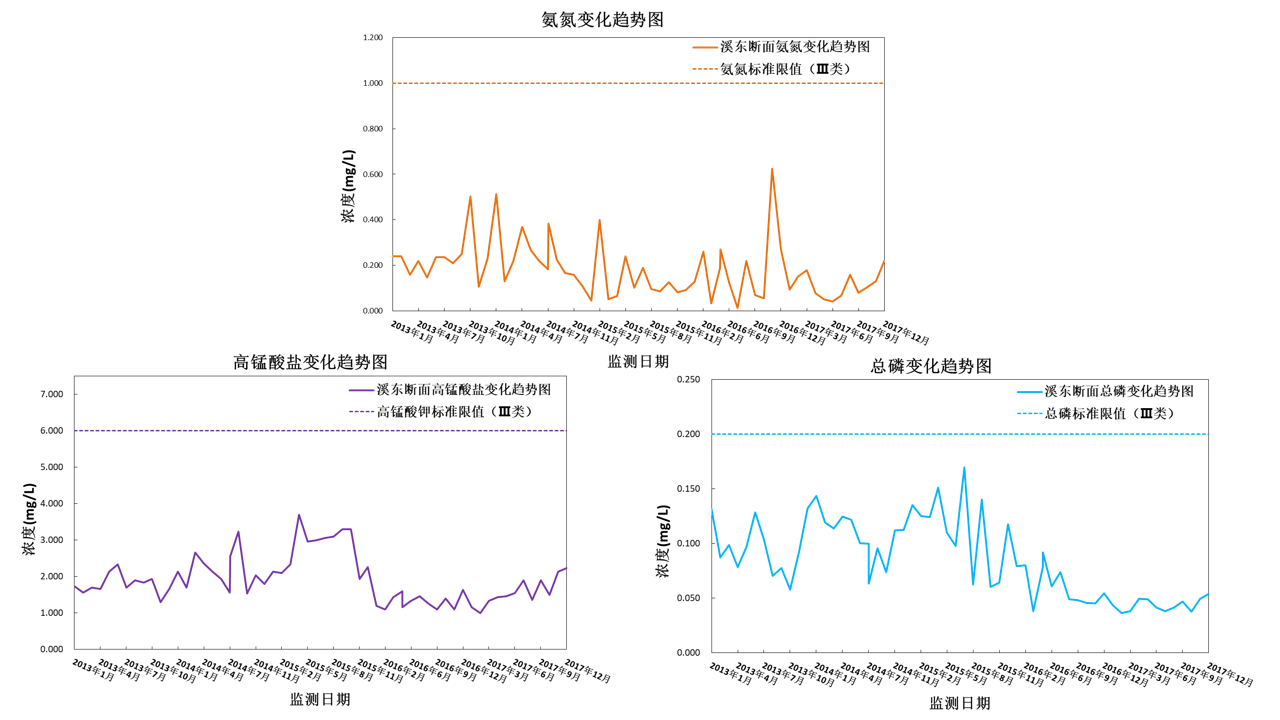 氨氮变化趋势图
1.200
1.000
0.800
0.600
0.400
0.200
0.000
浓度(mg/L)
溪东断面氨氮变化趋势图
氨氮标准限值（Ⅲ类）
2013年1月
2013年4月
2013年7月
2013年10月
2014年1月
2014年4月
2014年7月
2014年11月
2015年2月
2015年5月
2015年8月
2015年11月
2016年2月
2016年6月
2016年9月
2016年12月
2017年3月
2017年6月
2017年9月
2017年12月
监测日期
高锰酸盐变化趋势图
7.000
6.000
5.000
4.000
3.000
2.000
1.000
0.000
浓度(mg/L)
溪东断面高锰酸盐变化趋势图
高锰酸钾标准限值（Ⅲ类）
2013年1月
2013年4月
2013年7月
2013年10月
2014年1月
2014年4月
2014年7月
2014年11月
2015年2月
2015年5月
2015年8月
2015年11月
2016年2月
2016年6月
2016年9月
2016年12月
2017年3月
2017年6月
2017年9月
2017年12月
监测日期
总磷变化趋势图
0.250
0.200
0.150
0.100
0.050
0.000
浓度(mg/L)
溪东断面总磷变化趋势图
总磷标准限值（Ⅲ类）
2013年1月
2013年4月
2013年7月
2013年10月
2014年1月
2014年4月
2014年7月
2014年11月
2015年2月
2015年5月
2015年8月
2015年11月
2016年2月
2016年6月
2016年9月
2016年12月
2017年3月
2017年6月
2017年9月
2017年12月
监测日期